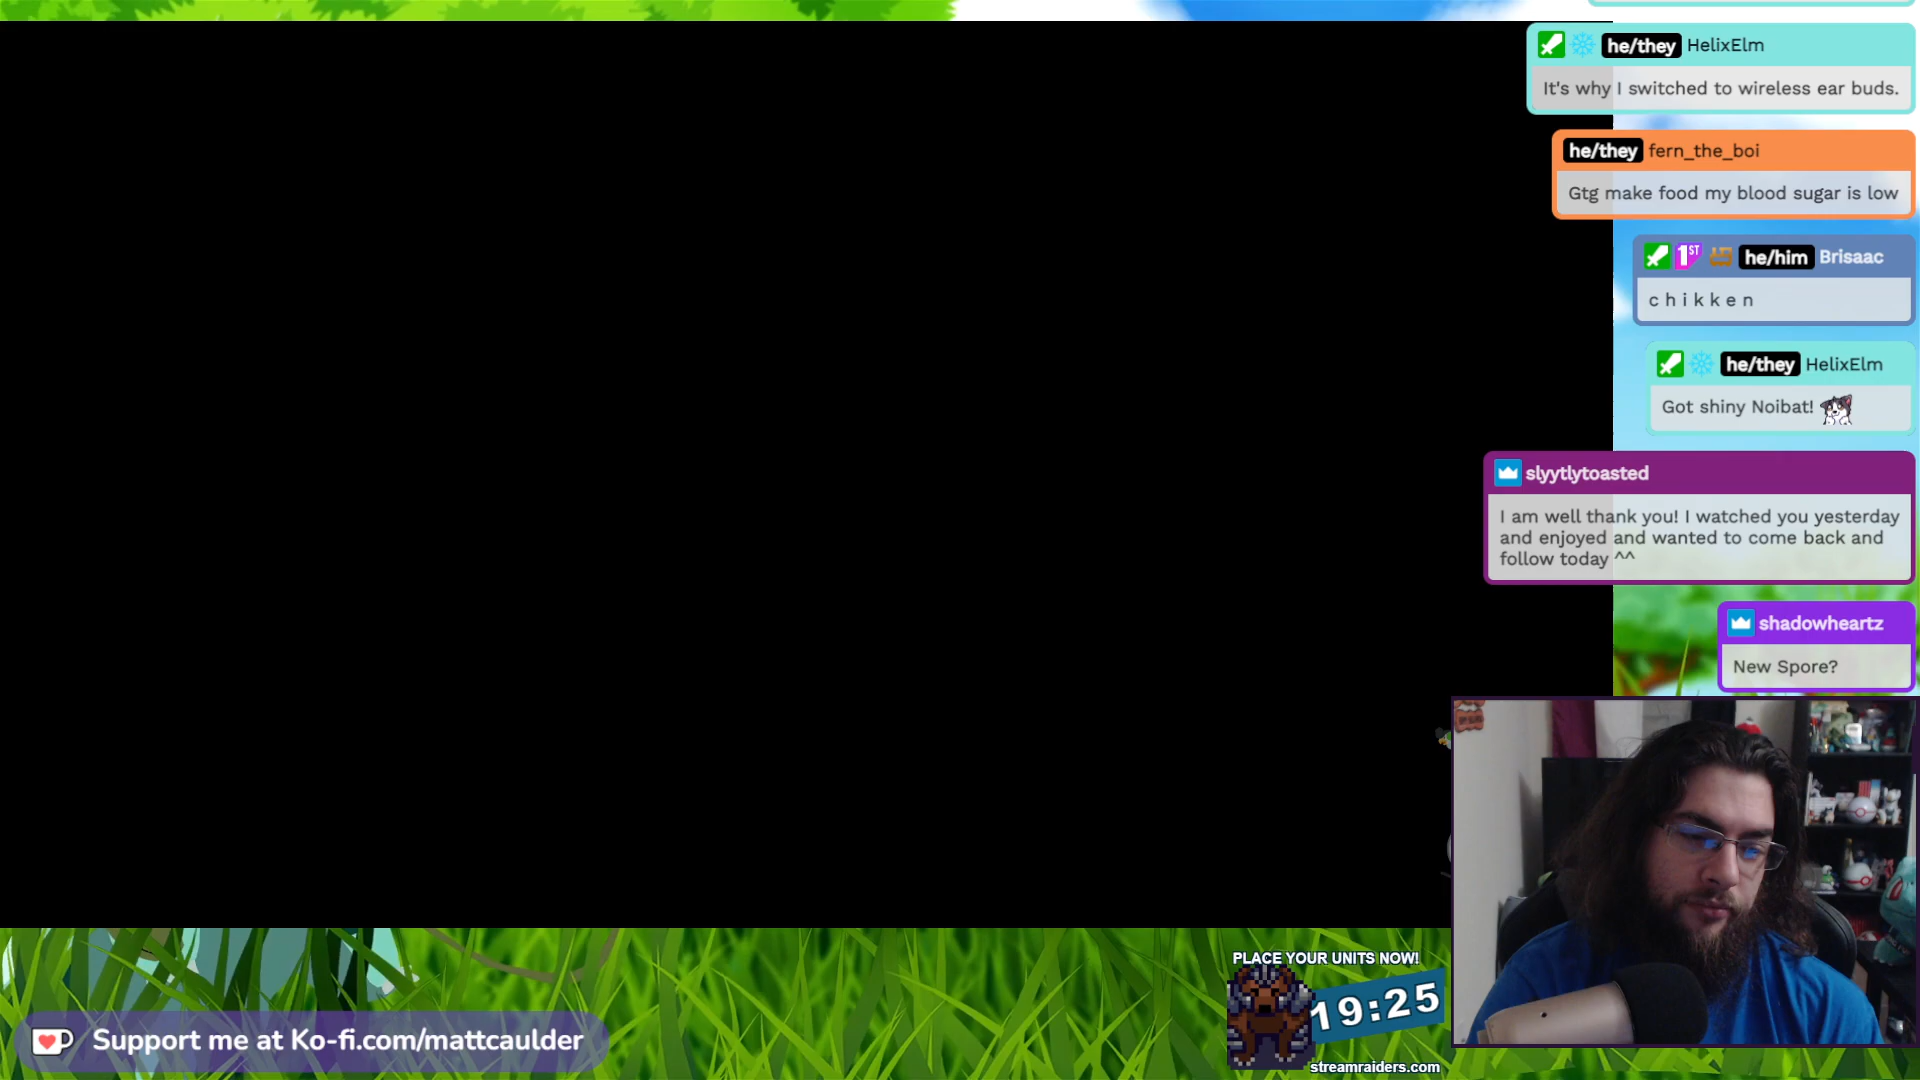 he/they HelixElm
It's why I switched to wireless ear buds.
he/they fern_the_boi
Gtg make food my blood sugar is low
1ST he/him Brisaac
c h i k k e n
he/they HelixElm
Got shiny Noibat!
slyytlytoasted
I am well thank you! I watched you yesterday
and enjoyed and wanted to come back and
follow today ^^
shadowheartz
New Spore?
PLACE YOUR UNITS NOW!
19:25
streamraiders.com
Support me at Ko-fi.com/mattcaulder